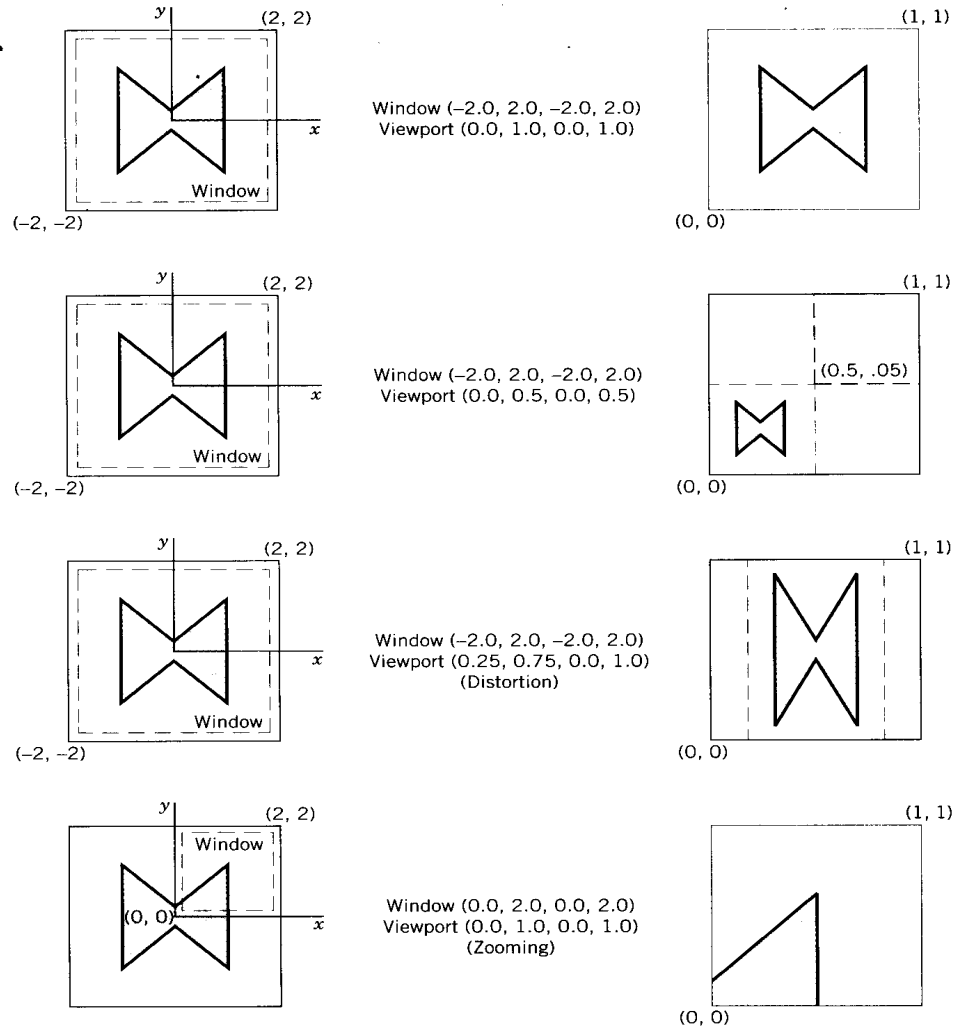 y
(2, 2)
x
Window
(–2, –2)
Window (–2.0, 2.0, –2.0, 2.0)
Viewport (0.0, 1.0, 0.0, 1.0)
(1, 1)
(0, 0)
y
(2, 2)
x
Window
(–2, –2)
Window (–2.0, 2.0, –2.0, 2.0)
Viewport (0.0, 0.5, 0.0, 0.5)
(1, 1)
(0.5, .05)
(0, 0)
y
(2, 2)
x
Window
(–2, –2)
Window (–2.0, 2.0, –2.0, 2.0)
Viewport (0.25, 0.75, 0.0, 1.0)
(Distortion)
(1, 1)
(0, 0)
y
(2, 2)
Window
(0, 0)
x
Window (0.0, 2.0, 0.0, 2.0)
Viewport (0.0, 1.0, 0.0, 1.0)
(Zooming)
(1, 1)
(0, 0)